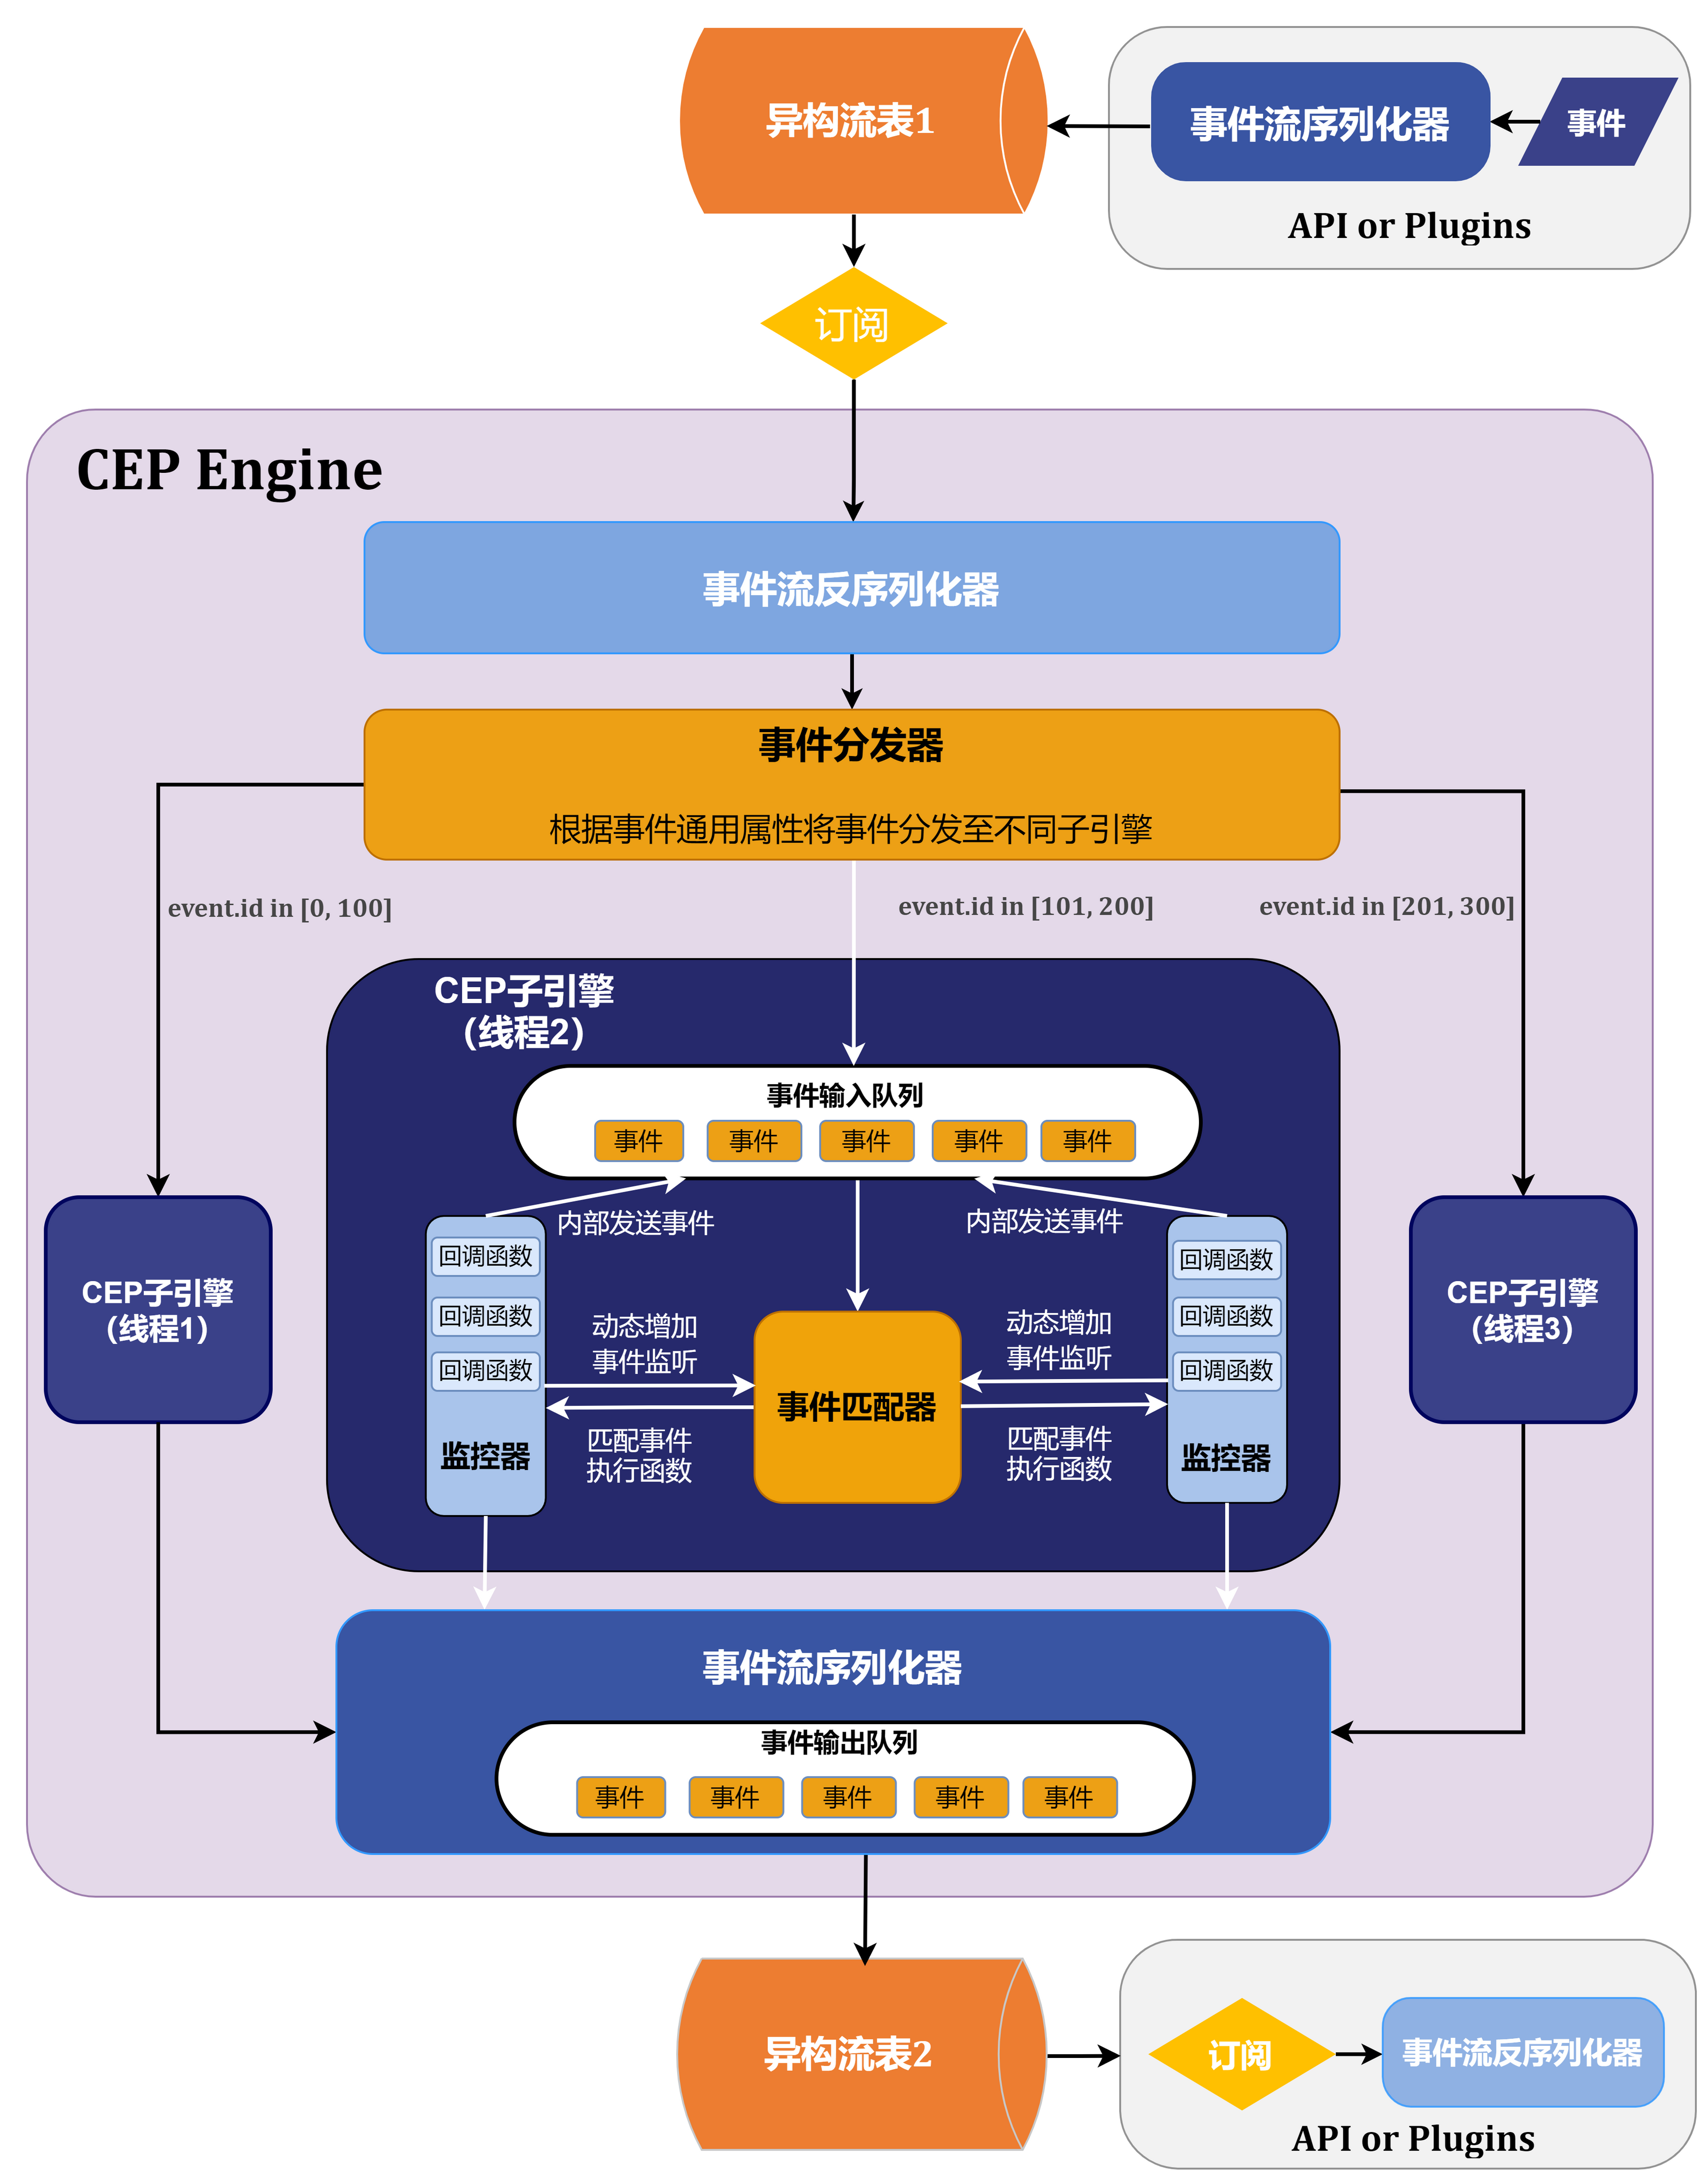 异构流表1
事件流序列化器
事件
API or Plugins
订阅
CEP Engine
事件流反序列化器
事件分发器
根据事件通用属性将事件分发至不同子引擎
event.id in [0, 100]
event.id in [101, 200]
event.id in [201, 300]
CEP子引擎
（线程2）
事件输入队列
事件
事件
事件
事件
事件
内部发送事件
内部发送事件
回调函数
回调函数
回调函数
监控器
动态增加
事件监听
匹配事件
执行函数
事件匹配器
动态增加
事件监听
匹配事件
执行函数
回调函数
回调函数
回调函数
监控器
CEP子引擎
（线程1）
CEP子引擎
（线程3）
事件流序列化器
事件输出队列
事件
事件
事件
事件
事件
异构流表2
订阅
事件流反序列化器
API or Plugins